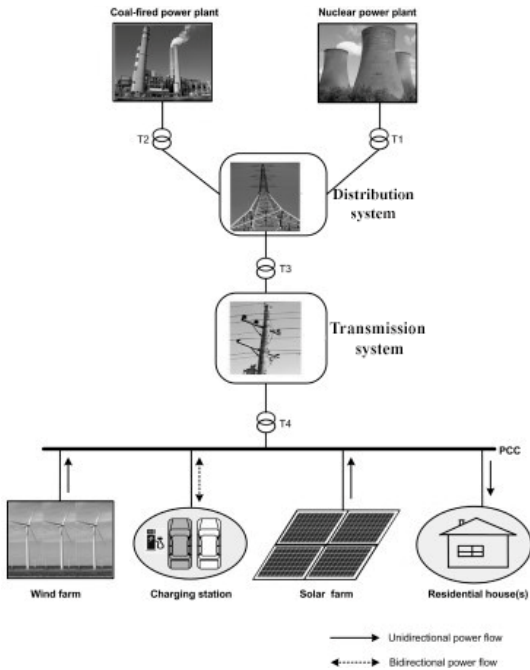 Coal-fired power plant
Nuclear power plant
T2
T1
Distribution
system
T3
Transmission
system
T4
PCC
Wind farm
Charging station
Solar farm
Residential house(s)
Unidirectional power flow
Bidirectional power flow